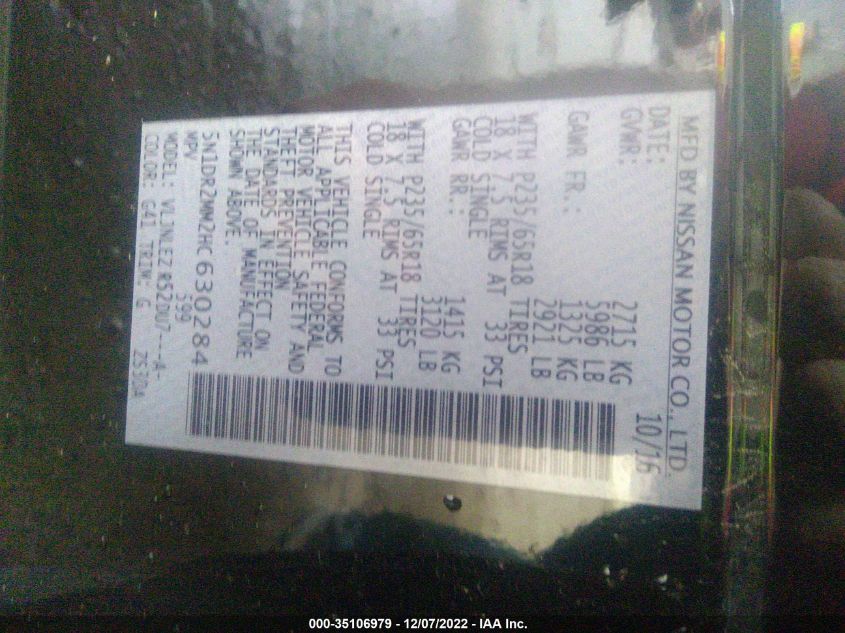 MFD BY NISSAN MOTOR CO., LTD.
DATE: 10/16
GVWR: 2715 KG
5986 LB
GAWR FR.: 1325 KG
2921 LB
WITH P235/65R18 TIRES
18 X 7.5 RIMS AT 33 PSI
COLD SINGLE
GAWR RR.: 1415 KG
3120 LB
WITH P235/65R18 TIRES
18 X 7.5 RIMS AT 33 PSI
COLD SINGLE
THIS VEHICLE CONFORMS TO
ALL APPLICABLE FEDERAL
MOTOR VEHICLE SAFETY AND
THEFT PREVENTION
STANDARDS IN EFFECT ON
THE DATE OF MANUFACTURE
SHOWN ABOVE.
5N1DR2MM2HC630284
MPV 599
MODEL:
COLOR: G41 TRIM: G
000-35106979 - 12/07/2022 - IAA Inc.